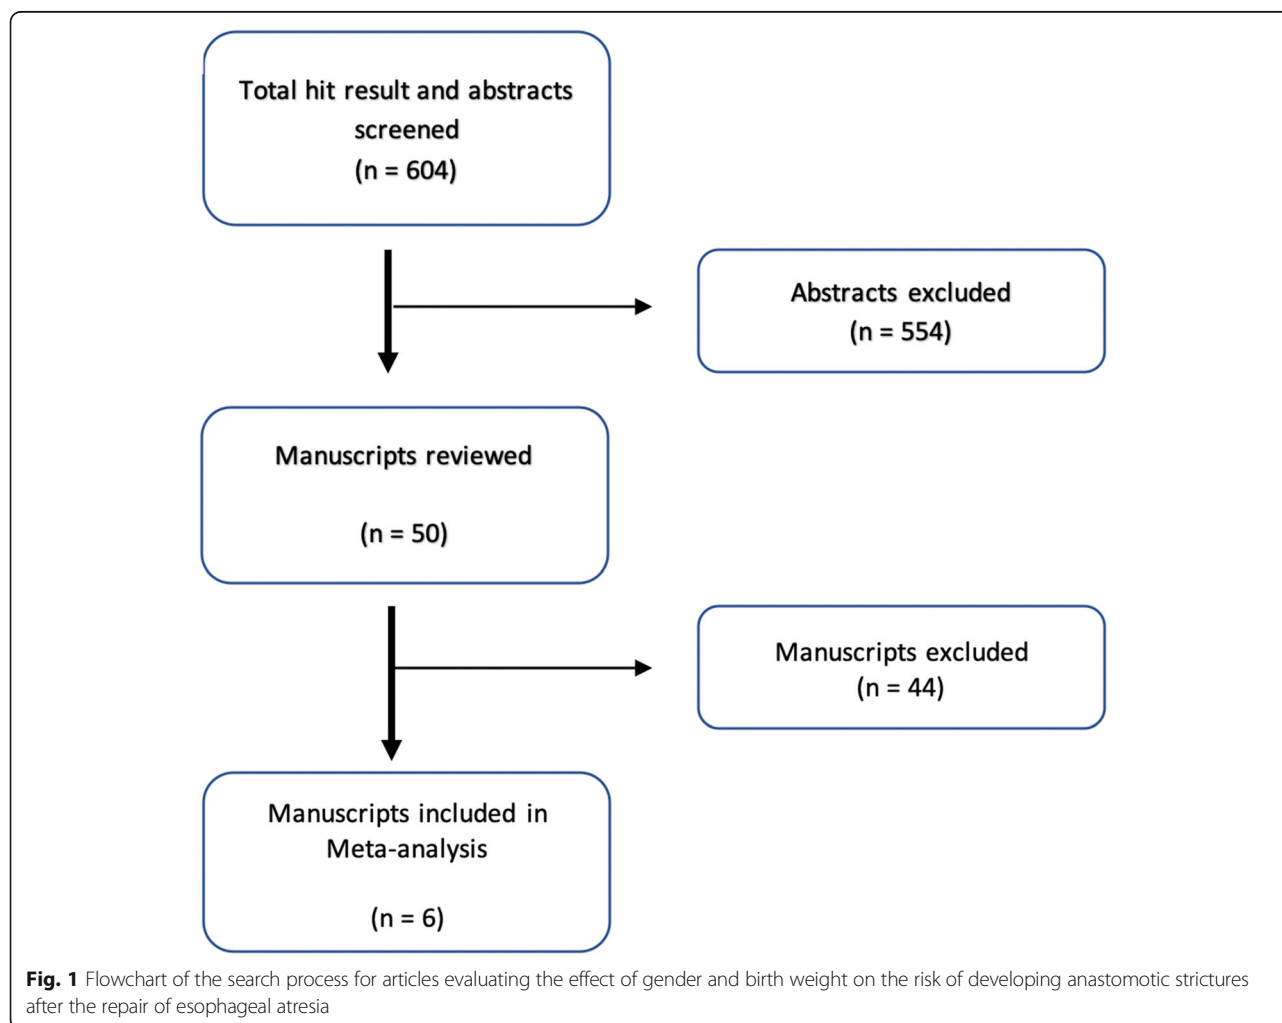 Total hit result and abstracts
screened
(n = 604)
Abstracts excluded
(n = 554)
Manuscripts reviewed
(n = 50)
Manuscripts excluded
(n = 44)
Manuscripts included in
Meta-analysis
(n = 6)
Fig. 1 Flowchart of the search process for articles evaluating the effect of gender and birth weight on the risk of developing anastomotic strictures
after the repair of esophageal atresia